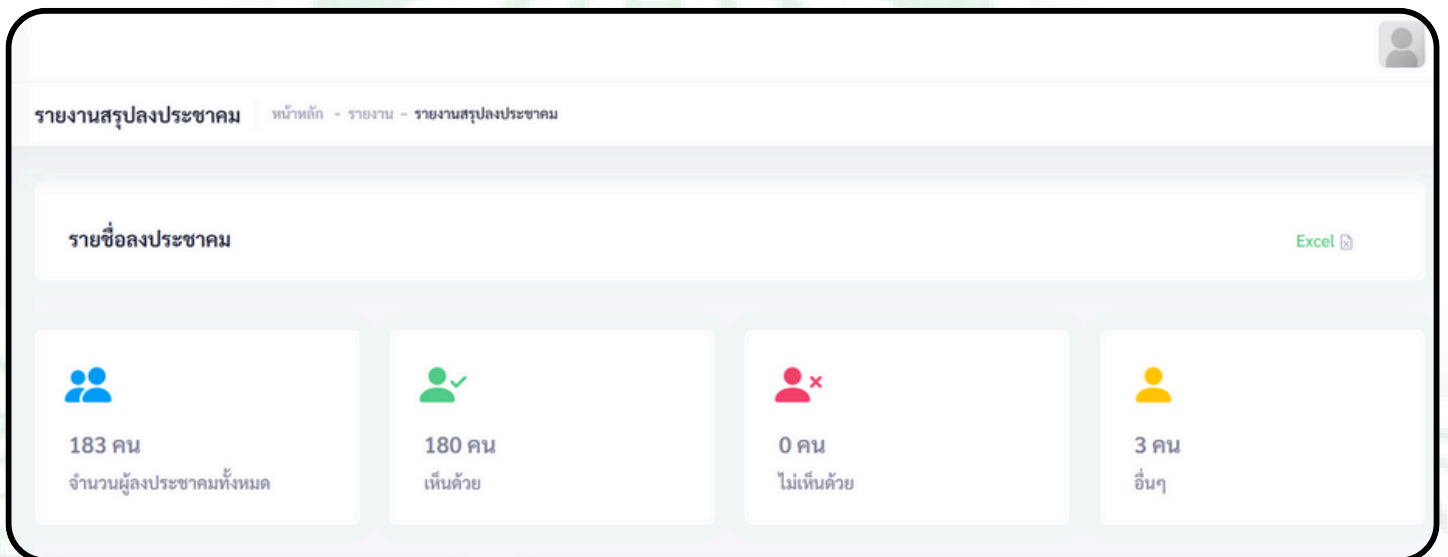 รายงานสรุปลงประชาคม หน้าหลัก - รายงาน - รายงานสรุปลงประชาคม
รายชื่อลงประชาคม Excel
183 คน
จำนวนผู้ลงประชาคมทั้งหมด
180 คน
เห็นด้วย
0 คน
ไม่เห็นด้วย
3 คน
อื่นๆ